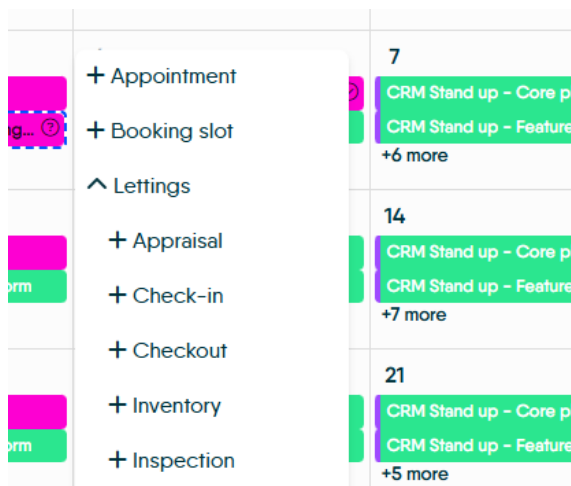 7
+ Appointment
CRM Stand up - Core p
ng...
+ Booking slot
CRM Stand up - Feature
+6 more
Lettings
14
+ Appraisal
CRM Stand up - Core p
orm
+ Check-in
CRM Stand up - Feature
+7 more
+ Checkout
21
+ Inventory
CRM Stand up - Core p
orm
+ Inspection
CRM Stand up - Feature
+5 more